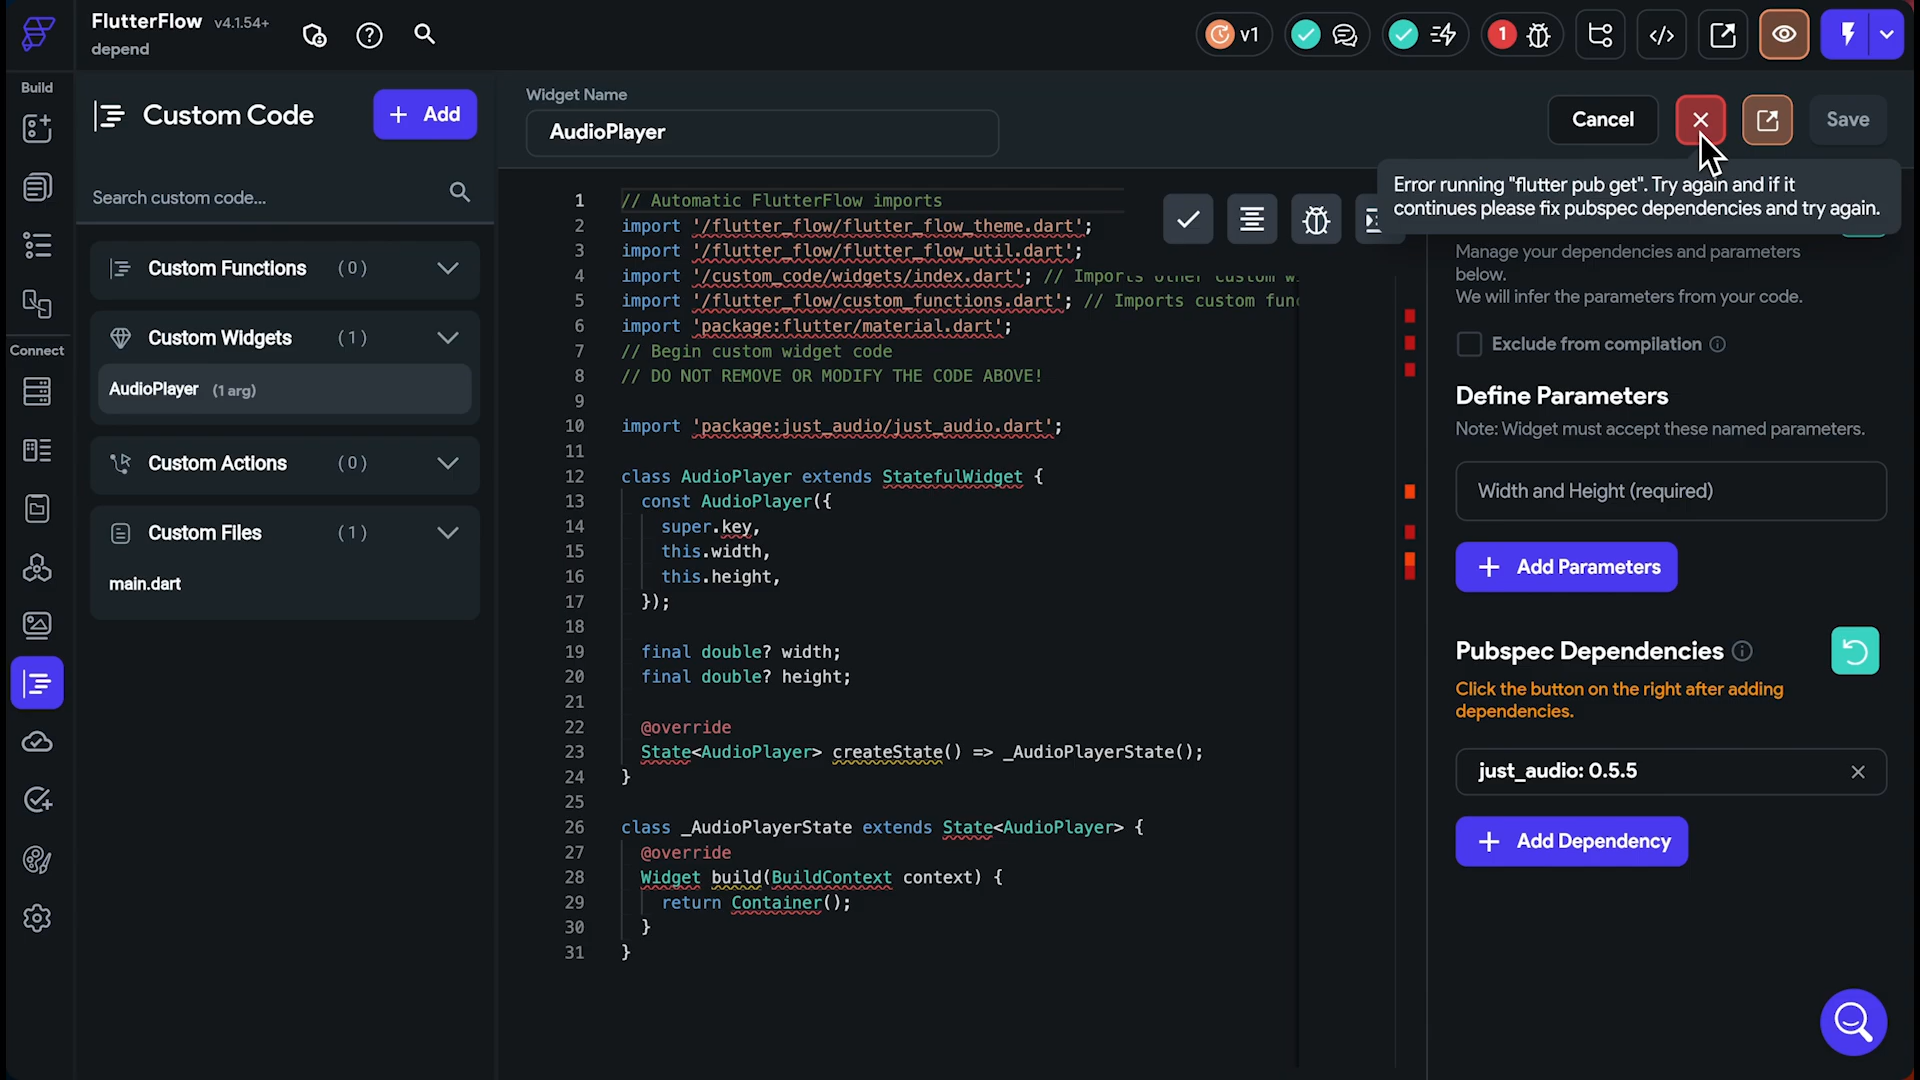 FlutterFlow v4.1.54+
depend
v1
1
Build
Connect
Custom Code
+ Add
Search custom code...
Custom Functions (0)
Custom Widgets (1)
AudioPlayer (1 arg)
Custom Actions (0)
Custom Files (1)
main.dart
Widget Name
AudioPlayer
Cancel
Save
Error running "flutter pub get". Try again and if it
continues please fix pubspec dependencies and try again.
1 // Automatic FlutterFlow imports
2 import '/flutter_flow/flutter_flow_theme.dart';
3 import '/flutter_flow/flutter_flow_util.dart';
4 import '/custom_code/widgets/index.dart'; // Imports other custom w
5 import '/flutter_flow/custom_functions.dart'; // Imports custom func
6 import 'package:flutter/material.dart';
7 // Begin custom widget code
8 // DO NOT REMOVE OR MODIFY THE CODE ABOVE!
9
10 import 'package:just_audio/just_audio.dart';
11
12 class AudioPlayer extends StatefulWidget {
13 const AudioPlayer({
14 super.key,
15 this.width,
16 this.height,
17 });
18
19 final double? width;
20 final double? height;
21
22 @override
23 State<AudioPlayer> createState() => _AudioPlayerState();
24 }
25
26 class _AudioPlayerState extends State<AudioPlayer> {
27 @override
28 Widget build(BuildContext context) {
29 return Container();
30 }
31 }
Manage your dependencies and parameters
below.
We will infer the parameters from your code.
Exclude from compilation
Define Parameters
Note: Widget must accept these named parameters.
Width and Height (required)
+ Add Parameters
Pubspec Dependencies
Click the button on the right after adding
dependencies.
just_audio: 0.5.5
+ Add Dependency